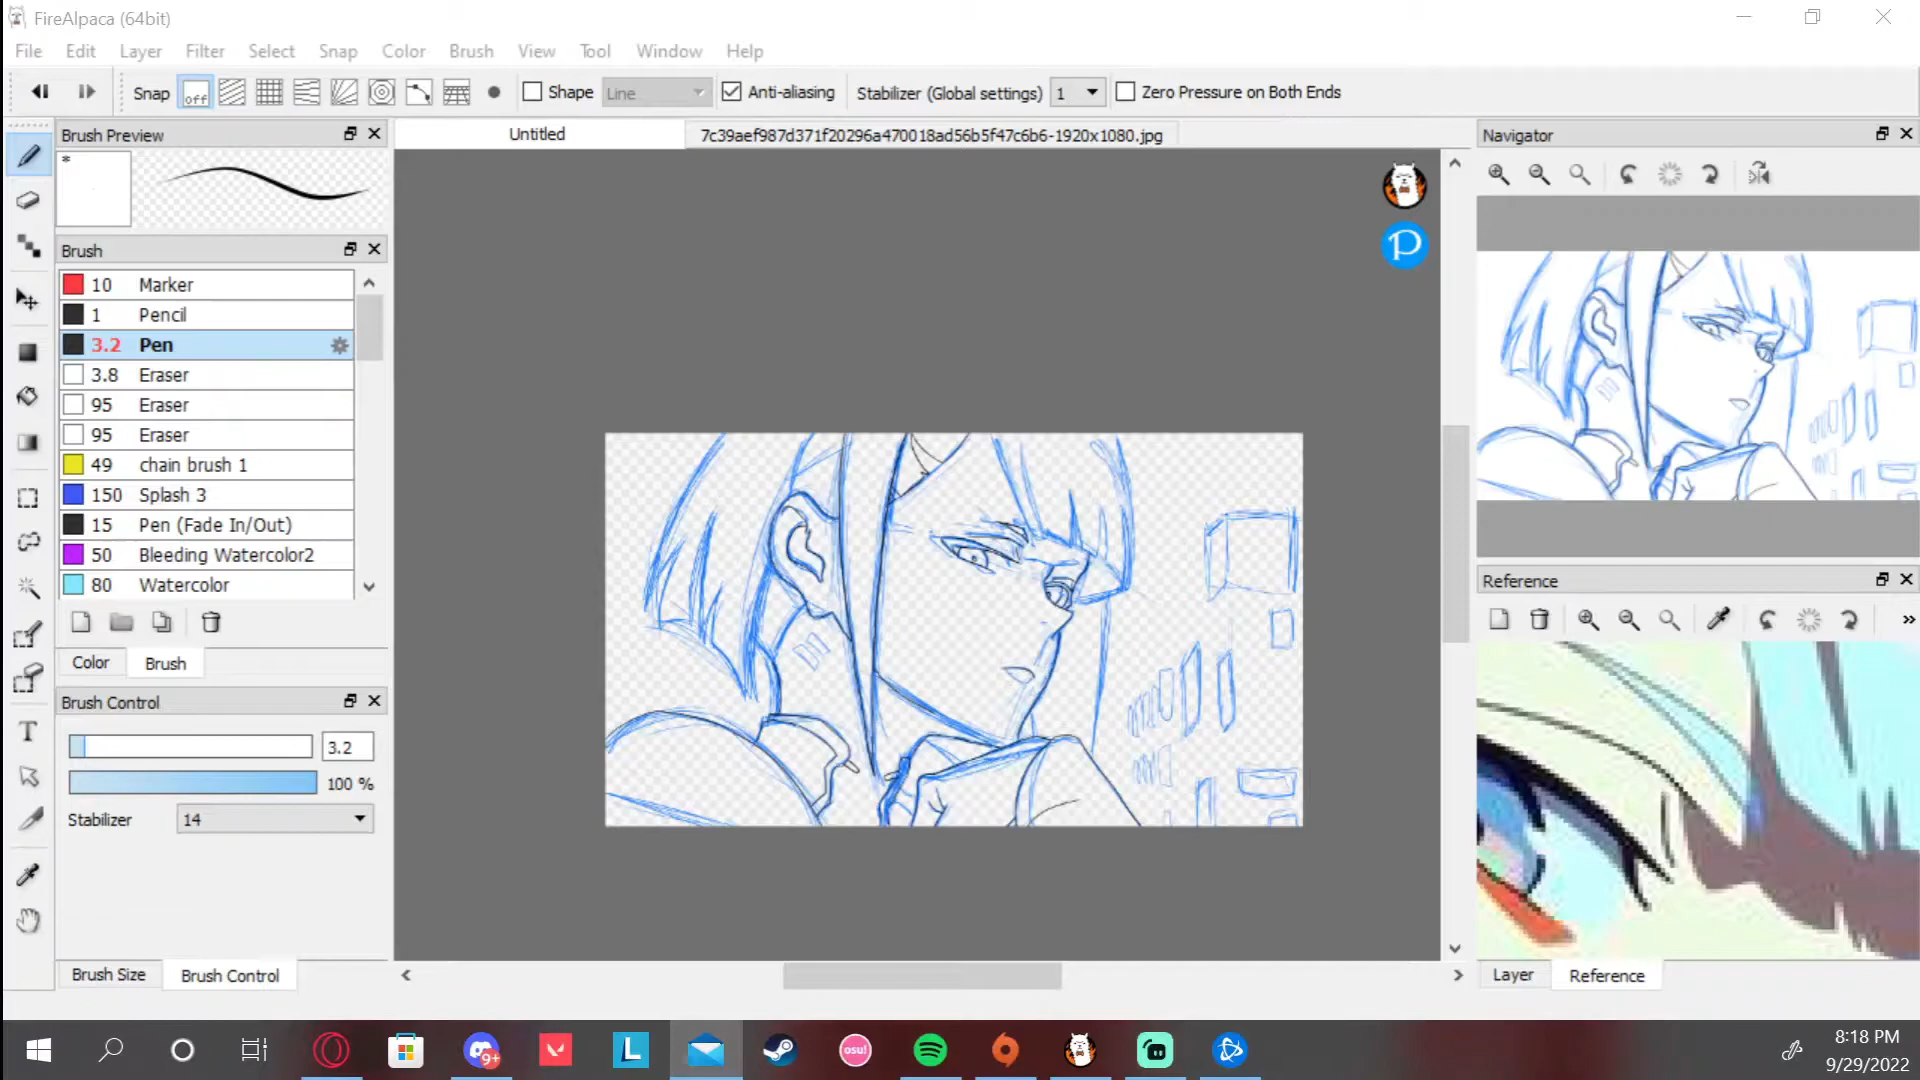 FireAlpaca (64bit)
File Edit Layer Filter Select Snap Color Brush View Tool Window Help
Snap off Shape Line Anti-aliasing Stabilizer (Global settings) 1 Zero Pressure on Both Ends
Brush Preview
Untitled
7c39aef987d371f20296a470018ad56b5f47c6b6-1920x1080.jpg
Navigator
*
Brush
10 Marker
1 Pencil
3.2 Pen
3.8 Eraser
95 Eraser
95 Eraser
49 chain brush 1
150 Splash 3
15 Pen (Fade In/Out)
50 Bleeding Watercolor2
80 Watercolor
Color Brush
Brush Control
3.2
100 %
Stabilizer 14
Brush Size Brush Control
P
Reference
Layer Reference
T
9+
L
osu!
8:18 PM
9/29/2022